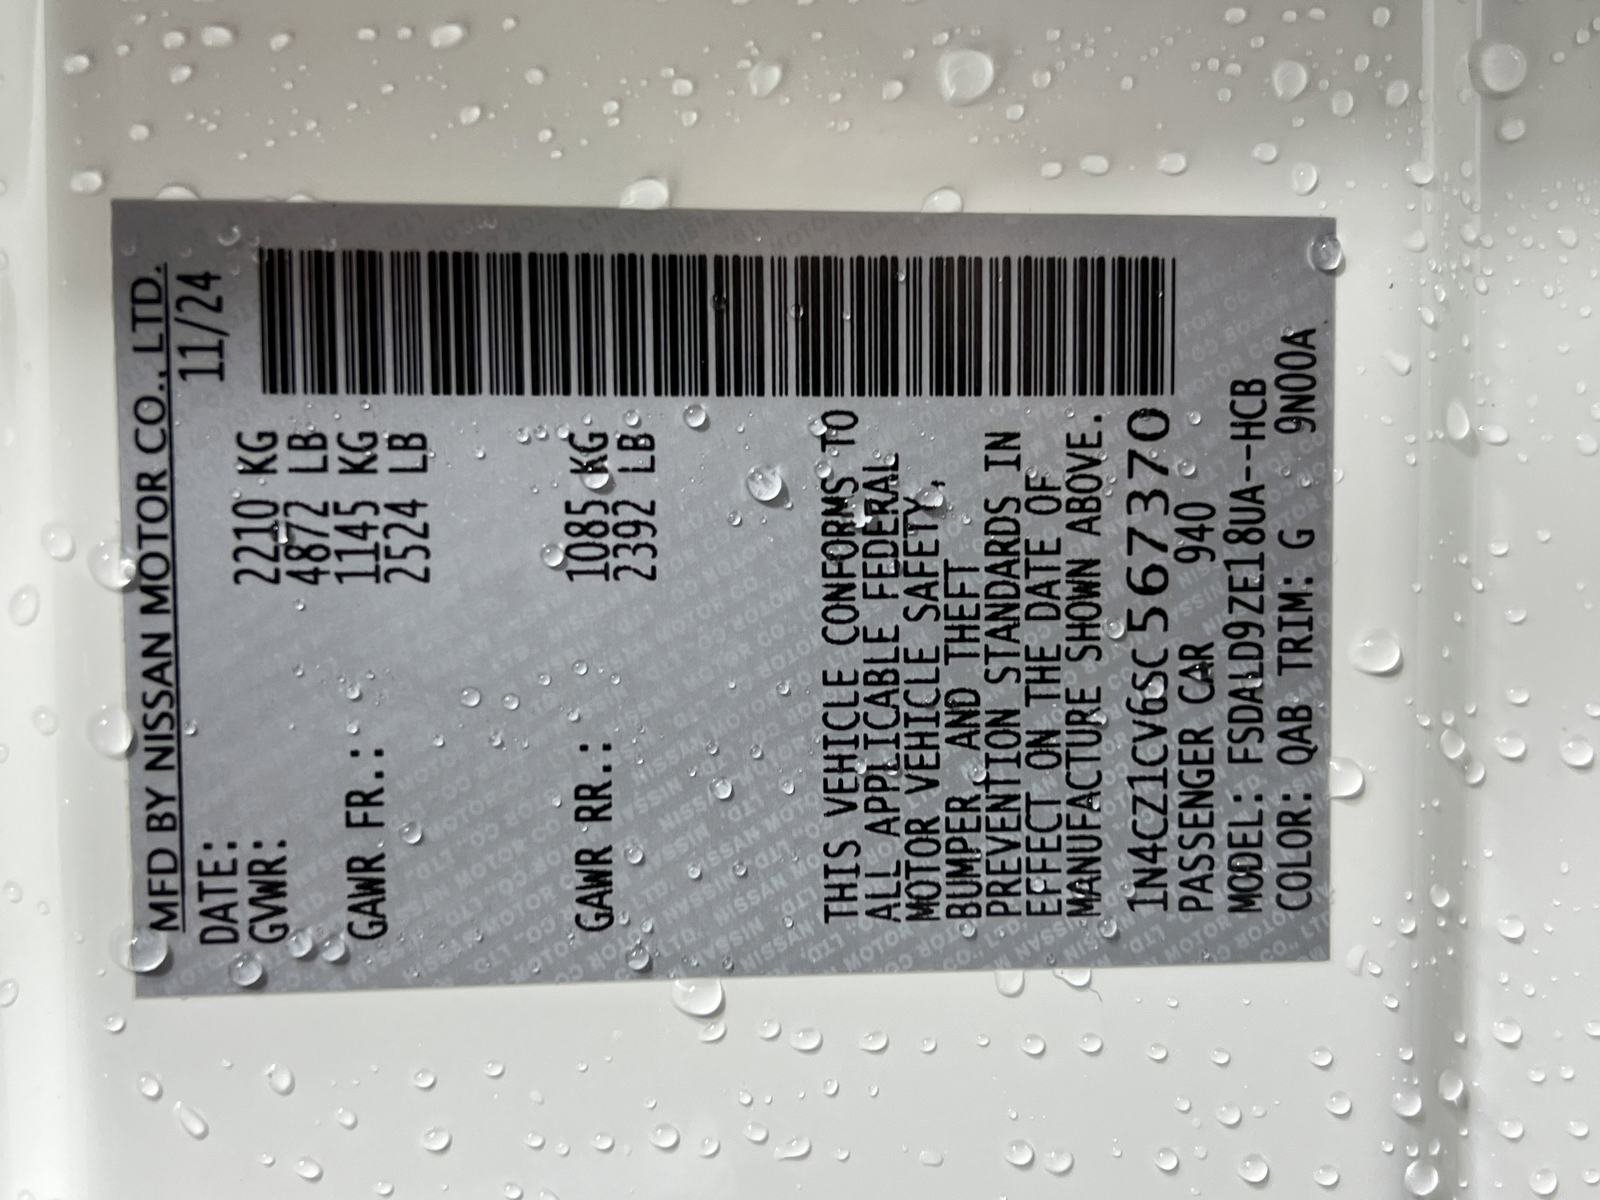 MFD BY NISSAN MOTOR CO., LTD.
DATE: 11/24
GVWR: 2210 KG
4872 LB
GAWR FR.: 1145 KG
2524 LB
GAWR RR.: 1085 KG
2392 LB
THIS VEHICLE CONFORMS TO
ALL APPLICABLE FEDERAL
MOTOR VEHICLE SAFETY,
BUMPER, AND THEFT
PREVENTION STANDARDS IN
EFFECT ON THE DATE OF
MANUFACTURE SHOWN ABOVE.
1N4CZ1CV6SC567370
PASSENGER CAR 940
MODEL: FSDALD9ZE18UA--HCB
COLOR: QAB TRIM: G 9N00A